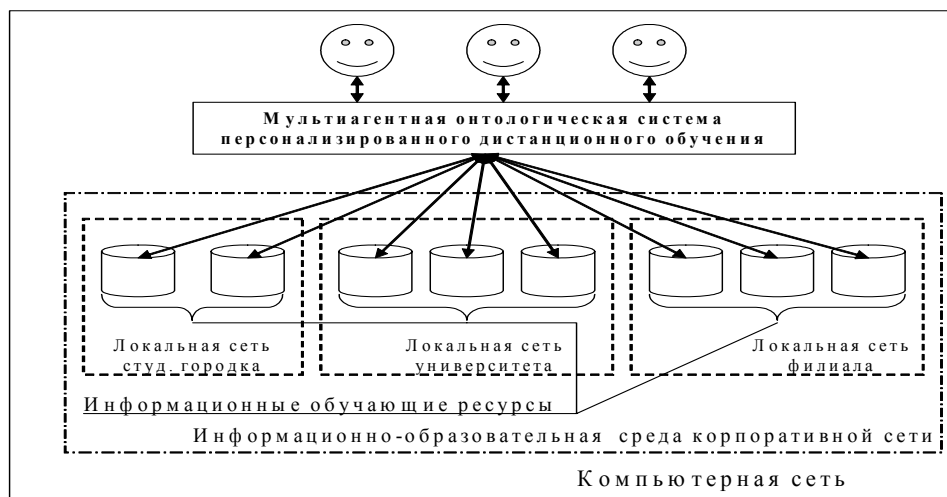 Мультиагентная онтологическая система
персонализированного дистанционного обучения
Локальная сеть
студ. городка
Локальная сеть
университета
Локальная сеть
филиала
Информационные обучающие ресурсы
Информационно-образовательная среда корпоративной сети
Компьютерная сеть